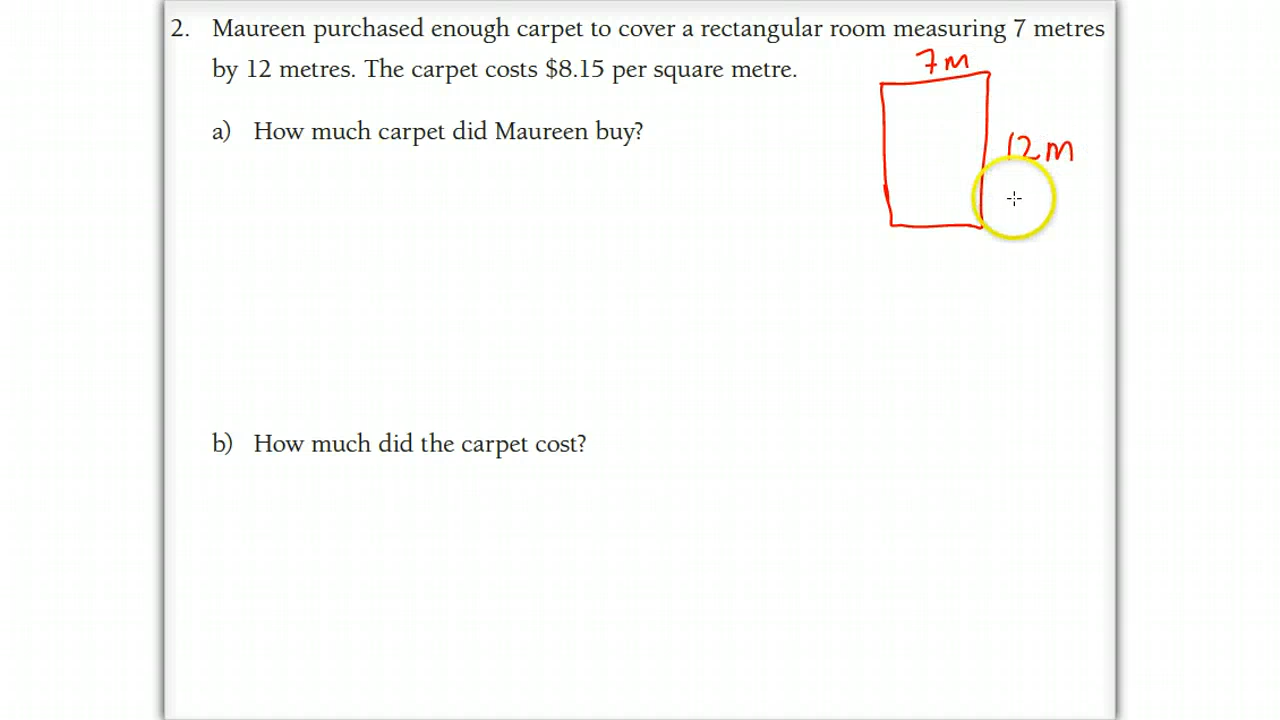 2. Maureen purchased enough carpet to cover a rectangular room measuring 7 metres
by 12 metres. The carpet costs $8.15 per square metre.
7m
a) How much carpet did Maureen buy?
12m
b) How much did the carpet cost?